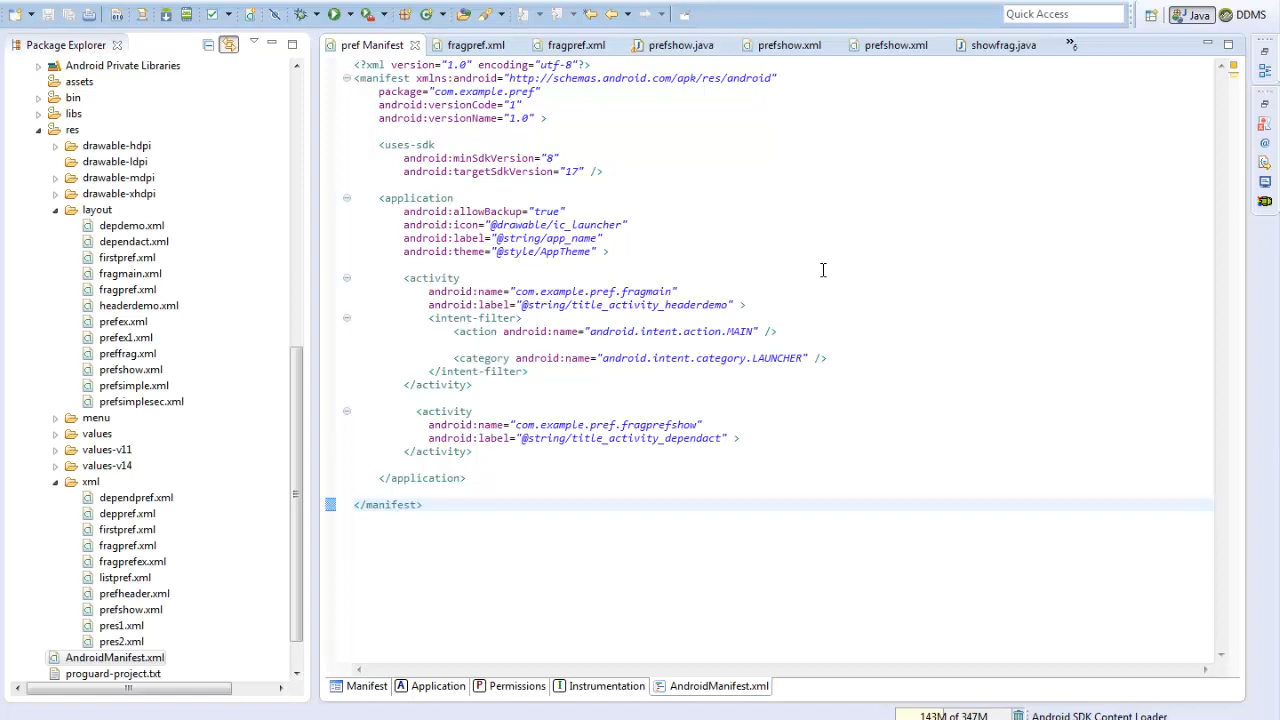 Quick Access
Java
DDMS
Package Explorer
Android Private Libraries
assets
bin
libs
res
drawable-hdpi
drawable-ldpi
drawable-mdpi
drawable-xhdpi
layout
depdemo.xml
dependact.xml
firstpref.xml
fragmain.xml
fragpref.xml
headerdemo.xml
prefex.xml
prefex1.xml
preffrag.xml
prefshow.xml
prefsimple.xml
prefsimplesec.xml
menu
values
values-v11
values-v14
xml
dependpref.xml
deppref.xml
firstpref.xml
fragpref.xml
fragprefex.xml
listpref.xml
prefheader.xml
prefshow.xml
pres1.xml
pres2.xml
AndroidManifest.xml
proguard-project.txt
pref Manifest
fragpref.xml
fragpref.xml
prefshow.java
prefshow.xml
prefshow.xml
showfrag.java
»6
<?xml version="1.0" encoding="utf-8"?>
<manifest xmlns:android="http://schemas.android.com/apk/res/android"
package="com.example.pref"
android:versionCode="1"
android:versionName="1.0" >
<uses-sdk
android:minSdkVersion="8"
android:targetSdkVersion="17" />
<application
android:allowBackup="true"
android:icon="@drawable/ic_launcher"
android:label="@string/app_name"
android:theme="@style/AppTheme" >
<activity
android:name="com.example.pref.fragmain"
android:label="@string/title_activity_headerdemo" >
<intent-filter>
<action android:name="android.intent.action.MAIN" />
<category android:name="android.intent.category.LAUNCHER" />
</intent-filter>
</activity>
<activity
android:name="com.example.pref.fragprefshow"
android:label="@string/title_activity_dependact" >
</activity>
</application>
</manifest>
Manifest
Application
Permissions
Instrumentation
AndroidManifest.xml
143M of 347M
Android SDK Content Loader